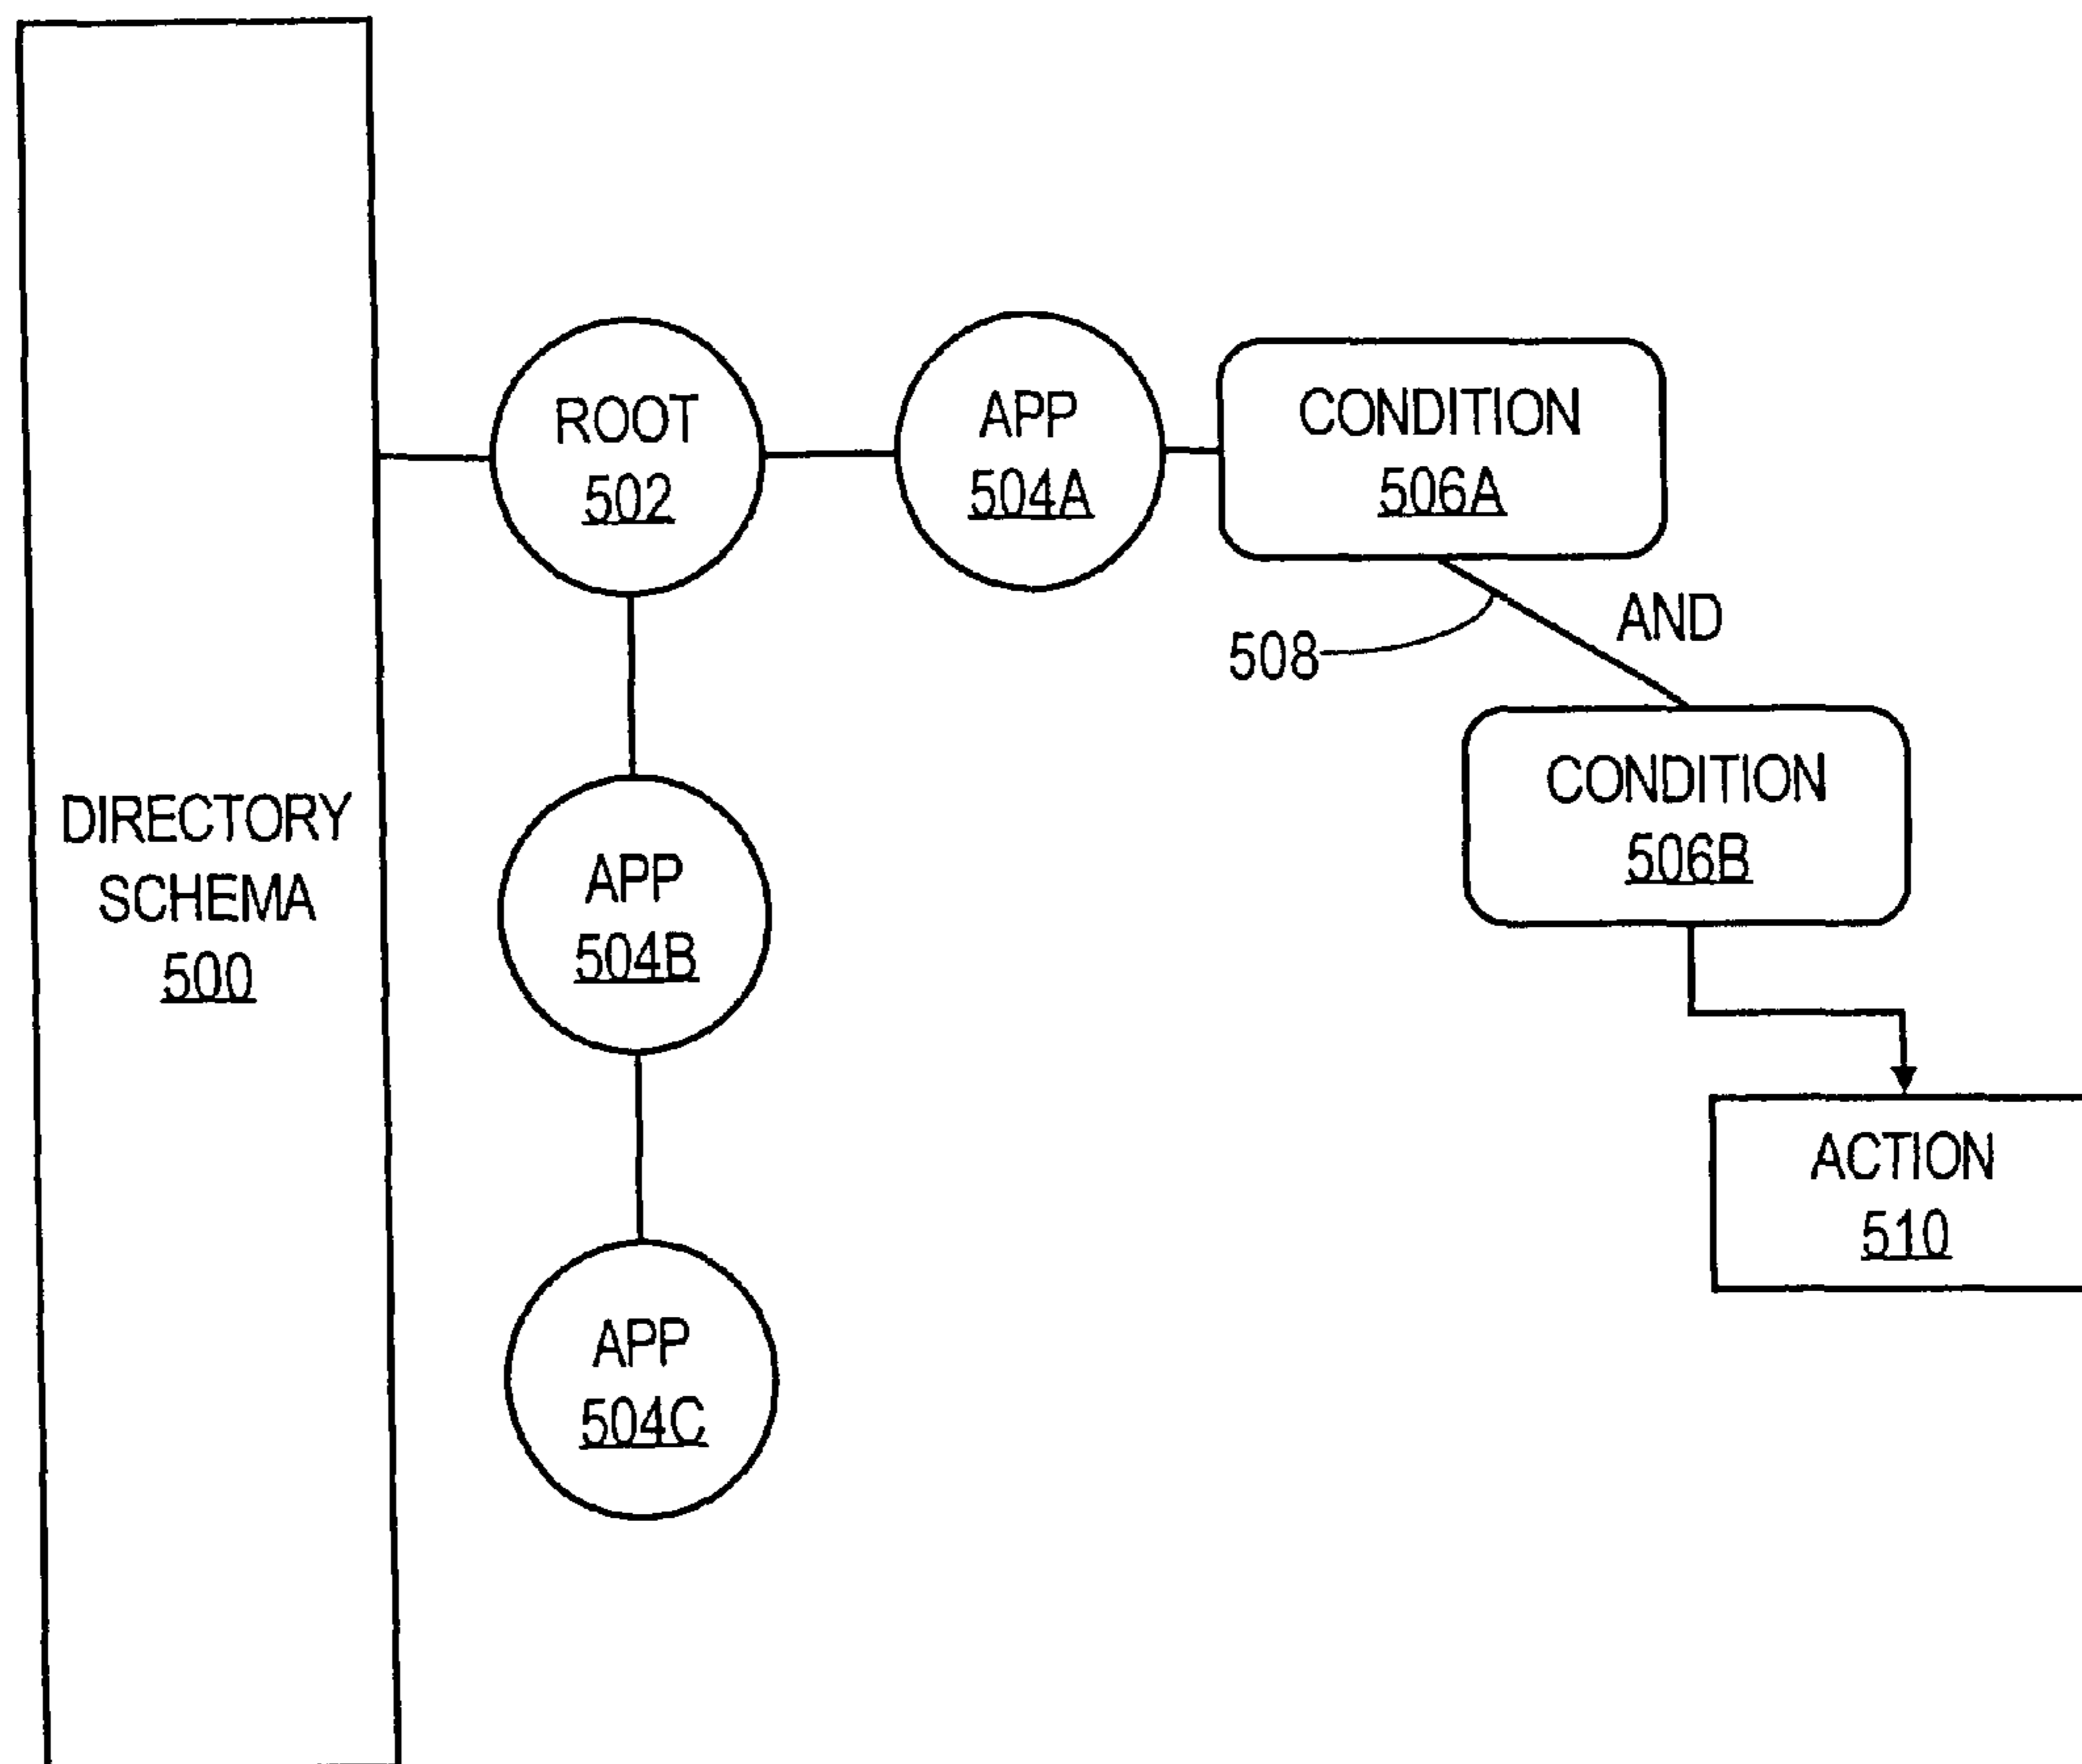 DIRECTORY
SCHEMA
500
ROOT
502
APP
504A
CONDITION
506A
508
AND
CONDITION
506B
APP
504B
ACTION
510
APP
504C